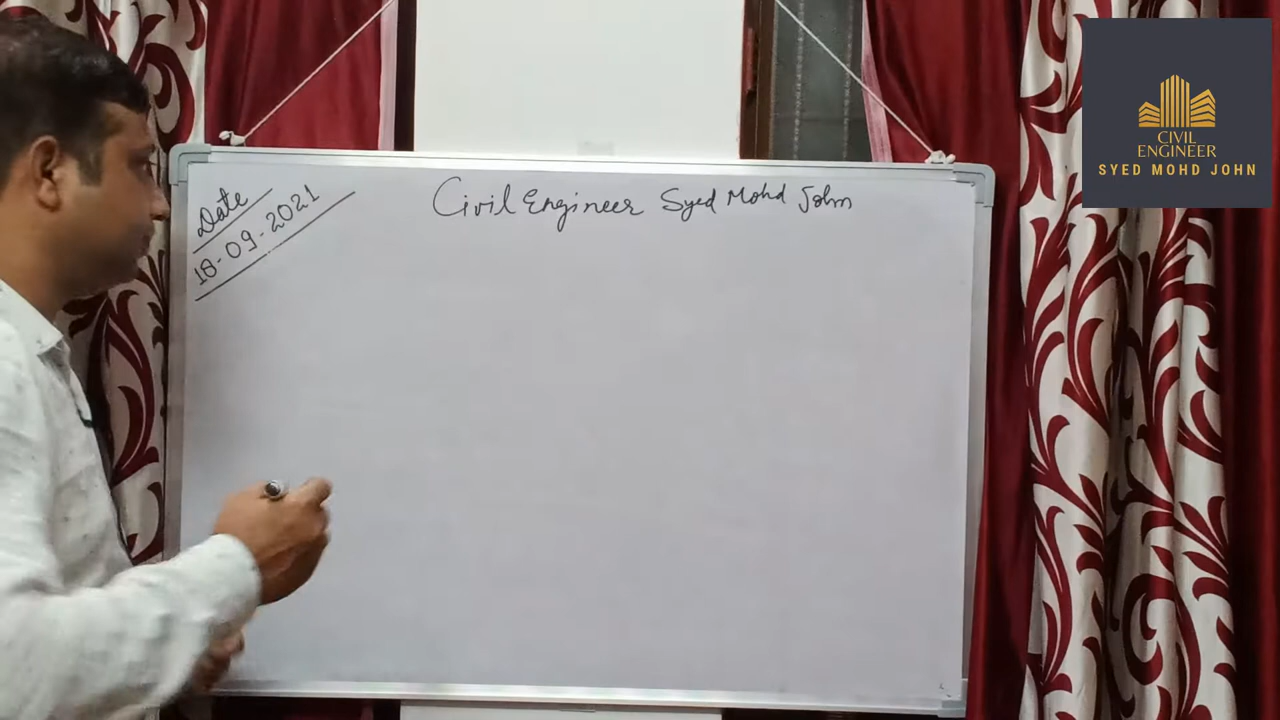 Date
18-09-2021
Civil Engineer Syed Mohd John
CIVIL
ENGINEER
SYED MOHD JOHN